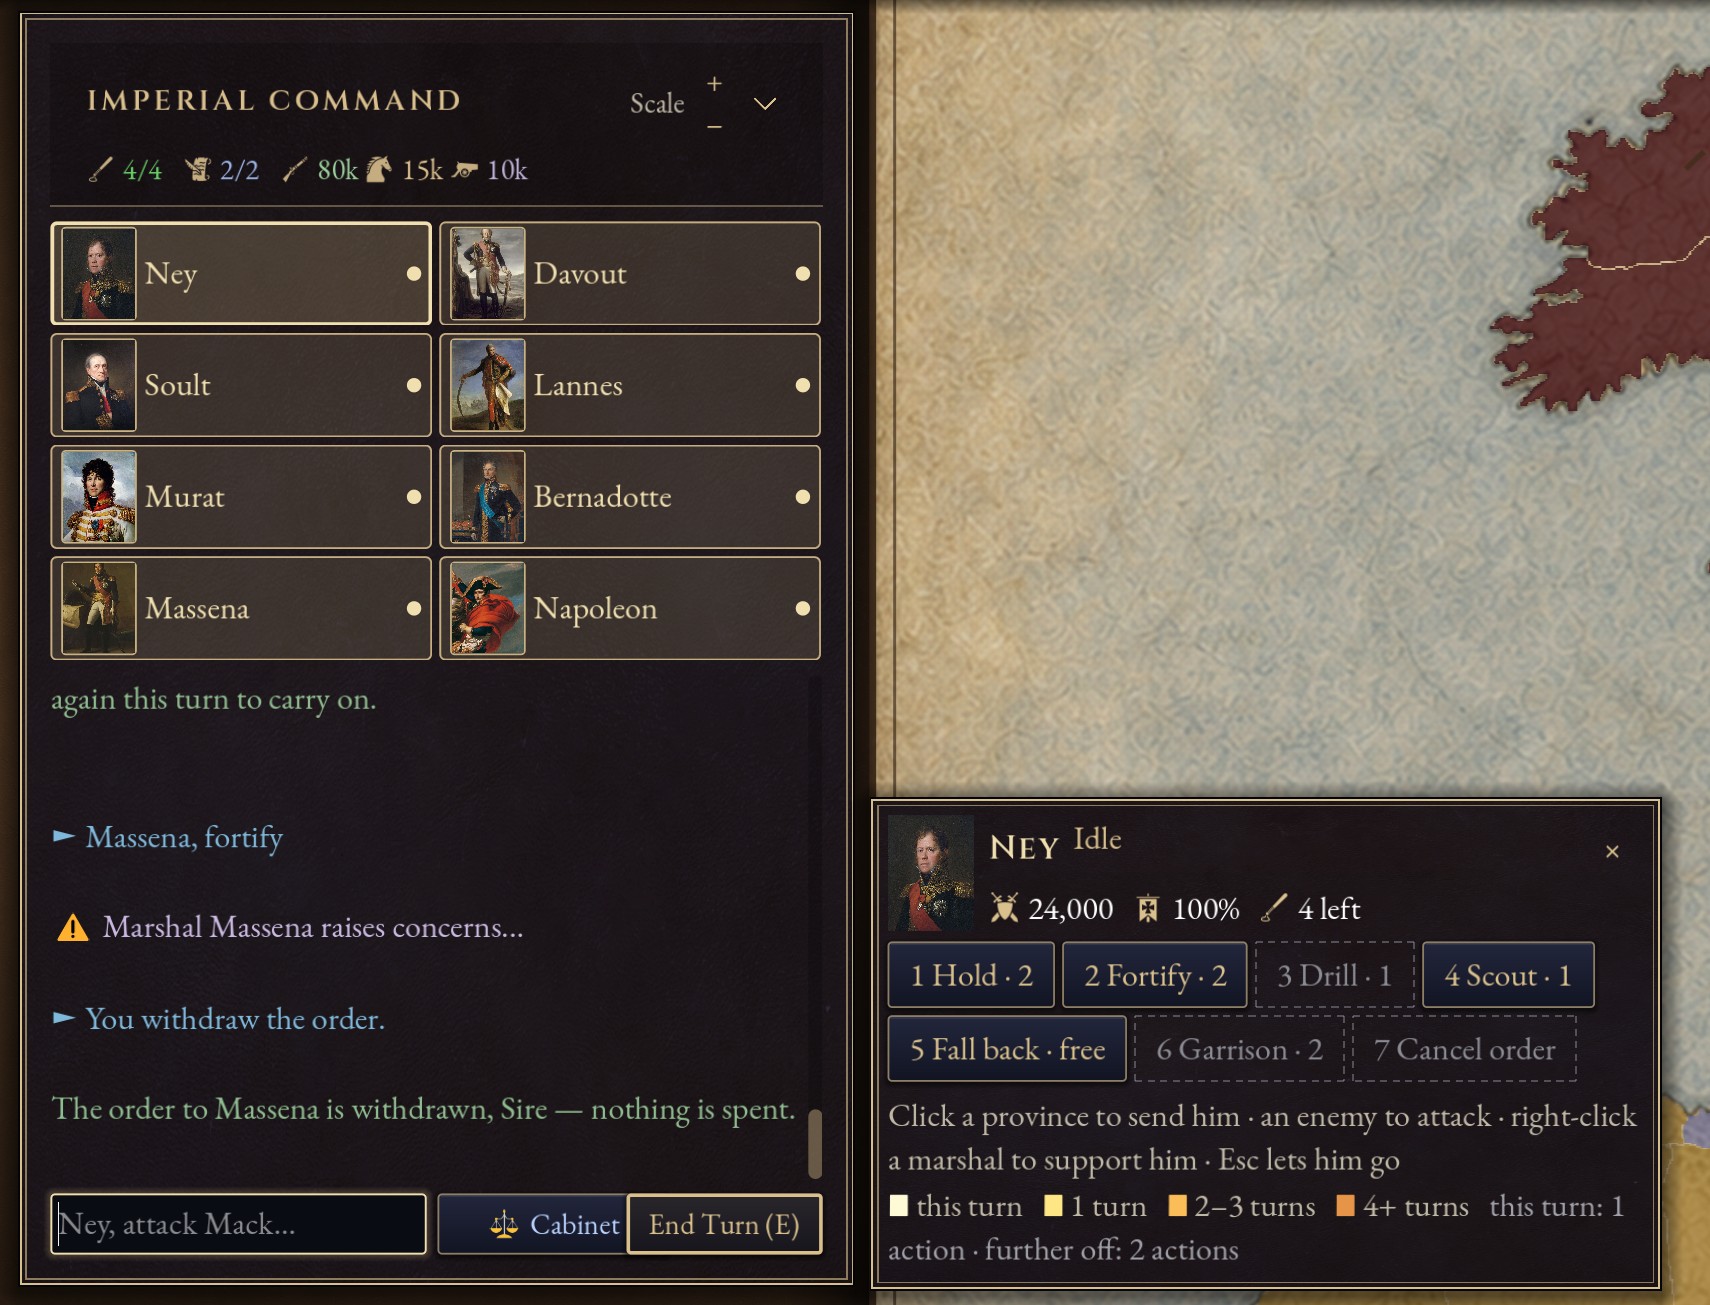 IMPERIAL COMMAND
Scale + −
4/4 2/2 80k 15k 10k
Ney
Davout
Soult
Lannes
Murat
Bernadotte
Massena
Napoleon
again this turn to carry on.
► Massena, fortify
Marshal Massena raises concerns...
► You withdraw the order.
The order to Massena is withdrawn, Sire — nothing is spent.
Ney, attack Mack...
Cabinet
End Turn (E)
NEY Idle ×
24,000 100% 4 left
1 Hold · 2
2 Fortify · 2
3 Drill · 1
4 Scout · 1
5 Fall back · free
6 Garrison · 2
7 Cancel order
Click a province to send him · an enemy to attack · right-click
a marshal to support him · Esc lets him go
this turn 1 turn 2–3 turns 4+ turns this turn: 1
action · further off: 2 actions